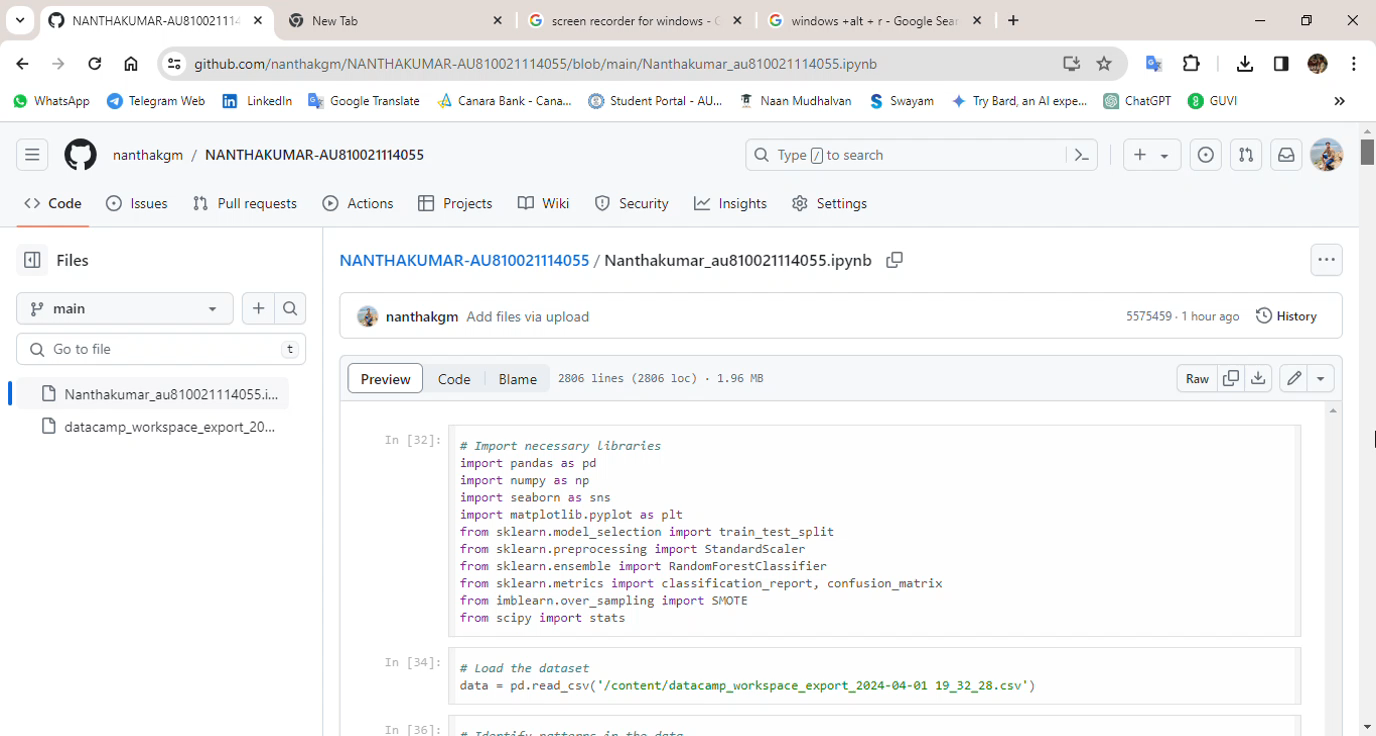 NANTHAKUMAR-AU8100211140
New Tab
screen recorder for windows - G
windows +alt + r - Google Sear
github.com/nanthakgm/NANTHAKUMAR-AU810021114055/blob/main/Nanthakumar_au810021114055.ipynb
WhatsApp
Telegram Web
LinkedIn
Google Translate
Canara Bank - Cana...
Student Portal - AU...
Naan Mudhalvan
Swayam
Try Bard, an AI expe...
ChatGPT
GUVI
nanthakgm / NANTHAKUMAR-AU810021114055
Type / to search
Code
Issues
Pull requests
Actions
Projects
Wiki
Security
Insights
Settings
Files
main
Go to file
t
Nanthakumar_au810021114055.i...
datacamp_workspace_export_20...
NANTHAKUMAR-AU810021114055 / Nanthakumar_au810021114055.ipynb
nanthakgm Add files via upload
5575459 · 1 hour ago
History
Preview
Code
Blame
2806 lines (2806 loc) · 1.96 MB
Raw
In [32]:
# Import necessary libraries
import pandas as pd
import numpy as np
import seaborn as sns
import matplotlib.pyplot as plt
from sklearn.model_selection import train_test_split
from sklearn.preprocessing import StandardScaler
from sklearn.ensemble import RandomForestClassifier
from sklearn.metrics import classification_report, confusion_matrix
from imblearn.over_sampling import SMOTE
from scipy import stats
In [34]:
# Load the dataset
data = pd.read_csv('/content/datacamp_workspace_export_2024-04-01 19_32_28.csv')
In [36]:
# Identify patterns in the data